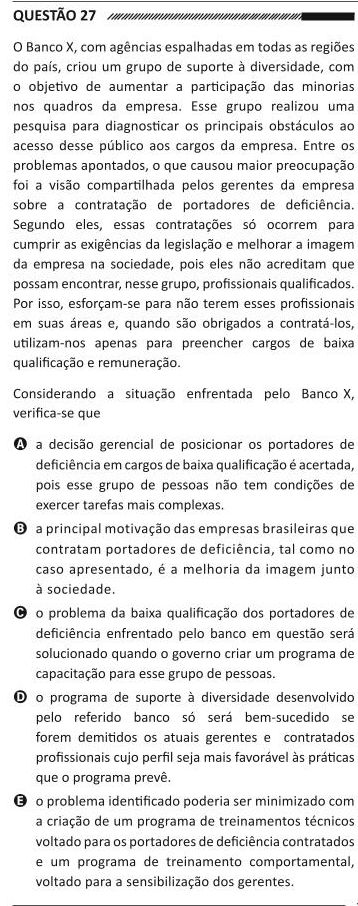 QUESTÃO 27
O Banco X, com agências espalhadas em todas as regiões
do país, criou um grupo de suporte à diversidade, com
o objetivo de aumentar a participação das minorias
nos quadros da empresa. Esse grupo realizou uma
pesquisa para diagnosticar os principais obstáculos ao
acesso desse público aos cargos da empresa. Entre os
problemas apontados, o que causou maior preocupação
foi a visão compartilhada pelos gerentes da empresa
sobre a contratação de portadores de deficiência.
Segundo eles, essas contratações só ocorrem para
cumprir as exigências da legislação e melhorar a imagem
da empresa na sociedade, pois eles não acreditam que
possam encontrar, nesse grupo, profissionais qualificados.
Por isso, esforçam-se para não terem esses profissionais
em suas áreas e, quando são obrigados a contratá-los,
utilizam-nos apenas para preencher cargos de baixa
qualificação e remuneração.
Considerando a situação enfrentada pelo Banco X,
verifica-se que
A a decisão gerencial de posicionar os portadores de
deficiência em cargos de baixa qualificação é acertada,
pois esse grupo de pessoas não tem condições de
exercer tarefas mais complexas.
B a principal motivação das empresas brasileiras que
contratam portadores de deficiência, tal como no
caso apresentado, é a melhoria da imagem junto
à sociedade.
C o problema da baixa qualificação dos portadores de
deficiência enfrentado pelo banco em questão será
solucionado quando o governo criar um programa de
capacitação para esse grupo de pessoas.
D o programa de suporte à diversidade desenvolvido
pelo referido banco só será bem-sucedido se
forem demitidos os atuais gerentes e contratados
profissionais cujo perfil seja mais favorável às práticas
que o programa prevê.
E o problema identificado poderia ser minimizado com
a criação de um programa de treinamentos técnicos
voltado para os portadores de deficiência contratados
e um programa de treinamento comportamental,
voltado para a sensibilização dos gerentes.